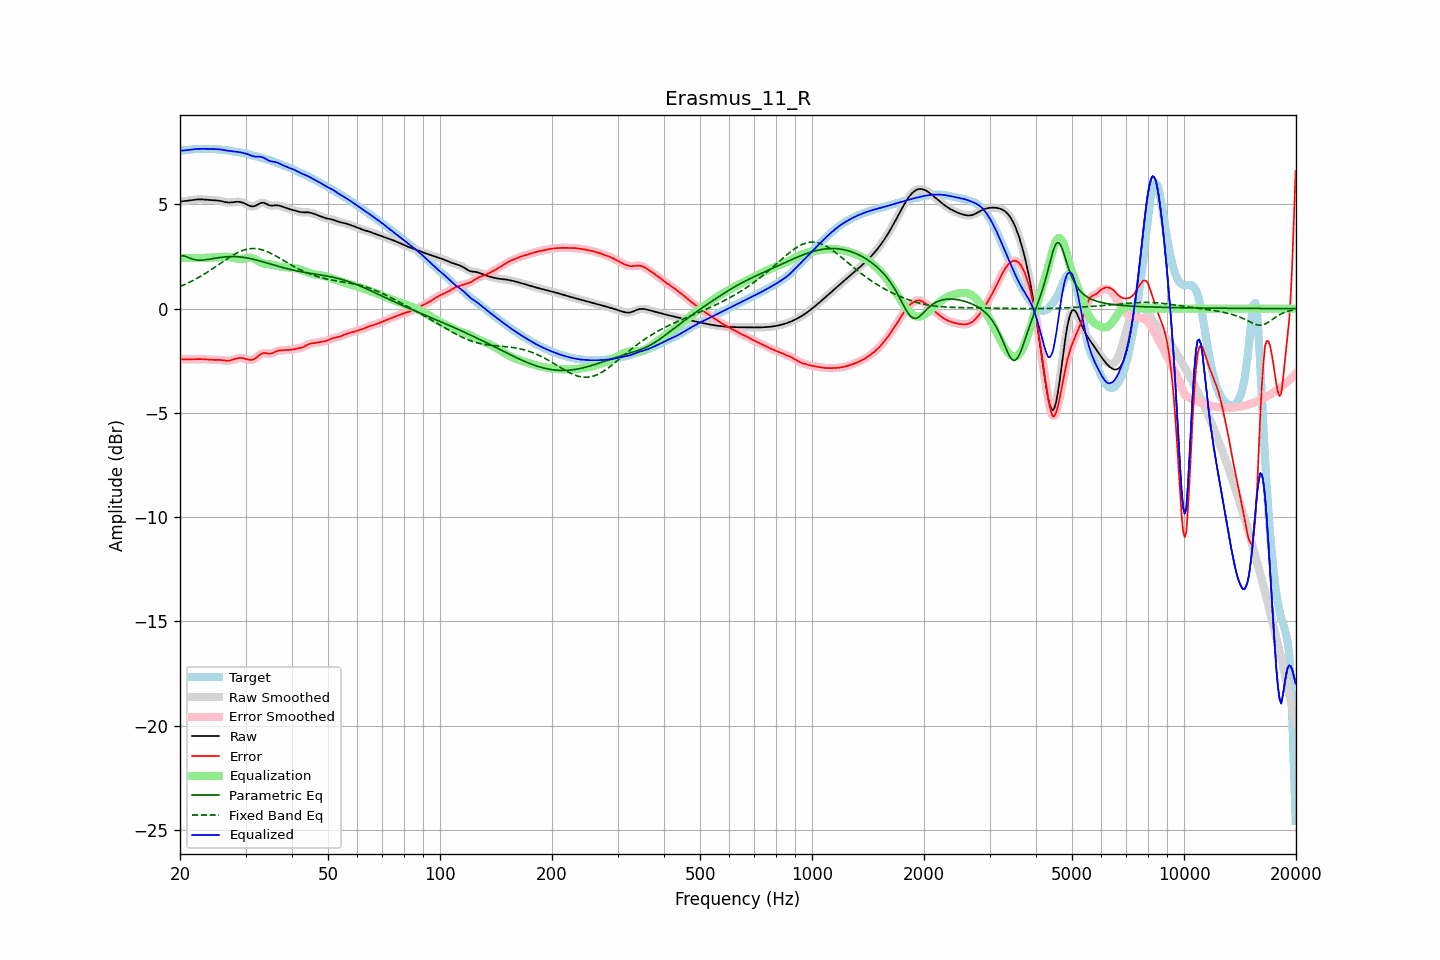 Erasmus_11_R
Amplitude (dBr)
5
0
−5
−10
−15
−20
−25
Target
Raw Smoothed
Error Smoothed
Raw
Error
Equalization
Parametric Eq
Fixed Band Eq
Equalized
20 50 100 200 500 1000 2000 5000 10000 20000
Frequency (Hz)